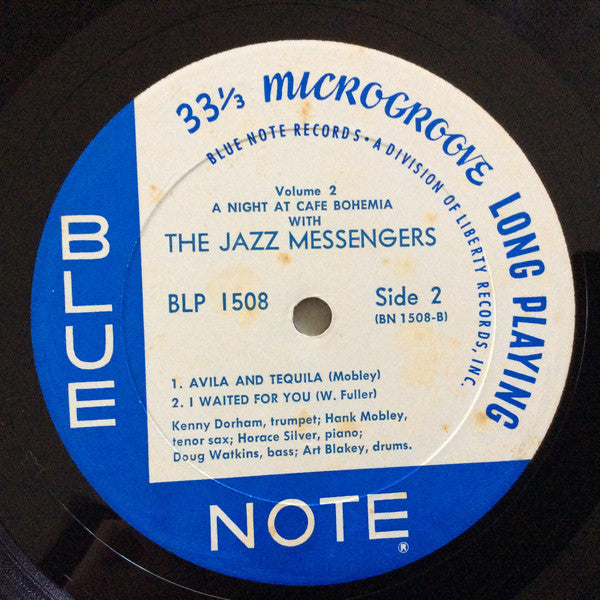 33⅓ MICROGROOVE LONG PLAYING
BLUE NOTE RECORDS • A DIVISION OF LIBERTY RECORDS, INC.
Volume 2
A NIGHT AT CAFE BOHEMIA
WITH
THE JAZZ MESSENGERS
BLP 1508
Side 2
(BN 1508-B)
1. AVILA AND TEQUILA (Mobley)
2. I WAITED FOR YOU (W. Fuller)
Kenny Dorham, trumpet; Hank Mobley,
tenor sax; Horace Silver, piano;
Doug Watkins, bass; Art Blakey, drums.
BLUE
NOTE®